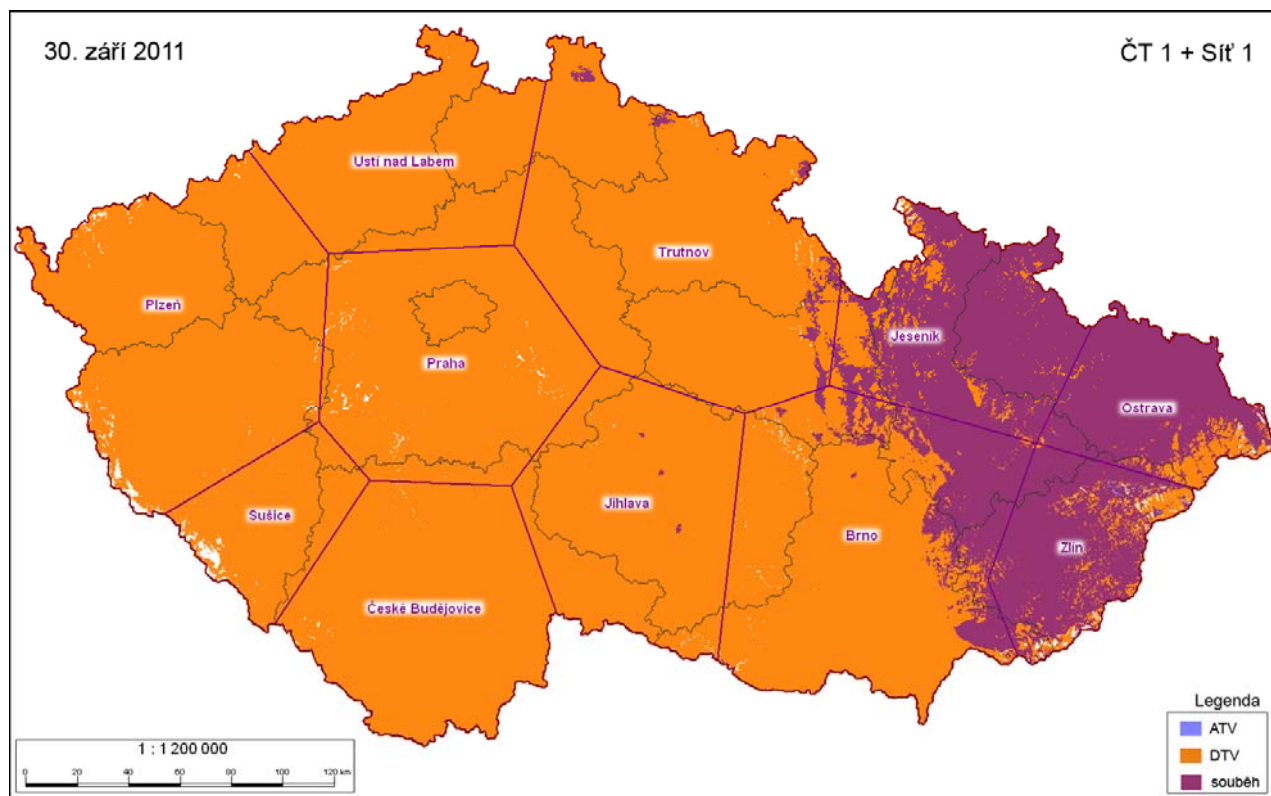 30. září 2011
ČT 1 + Síť 1
Ustí nad Labem
Trutnov
Plzeň
Jeseník
Praha
Ostrava
Sušice
Jihlava
Brno
Zlín
České Budějovice
Legenda
ATV
DTV
souběh
1 : 1 200 000
0 20 40 60 80 100 120 km